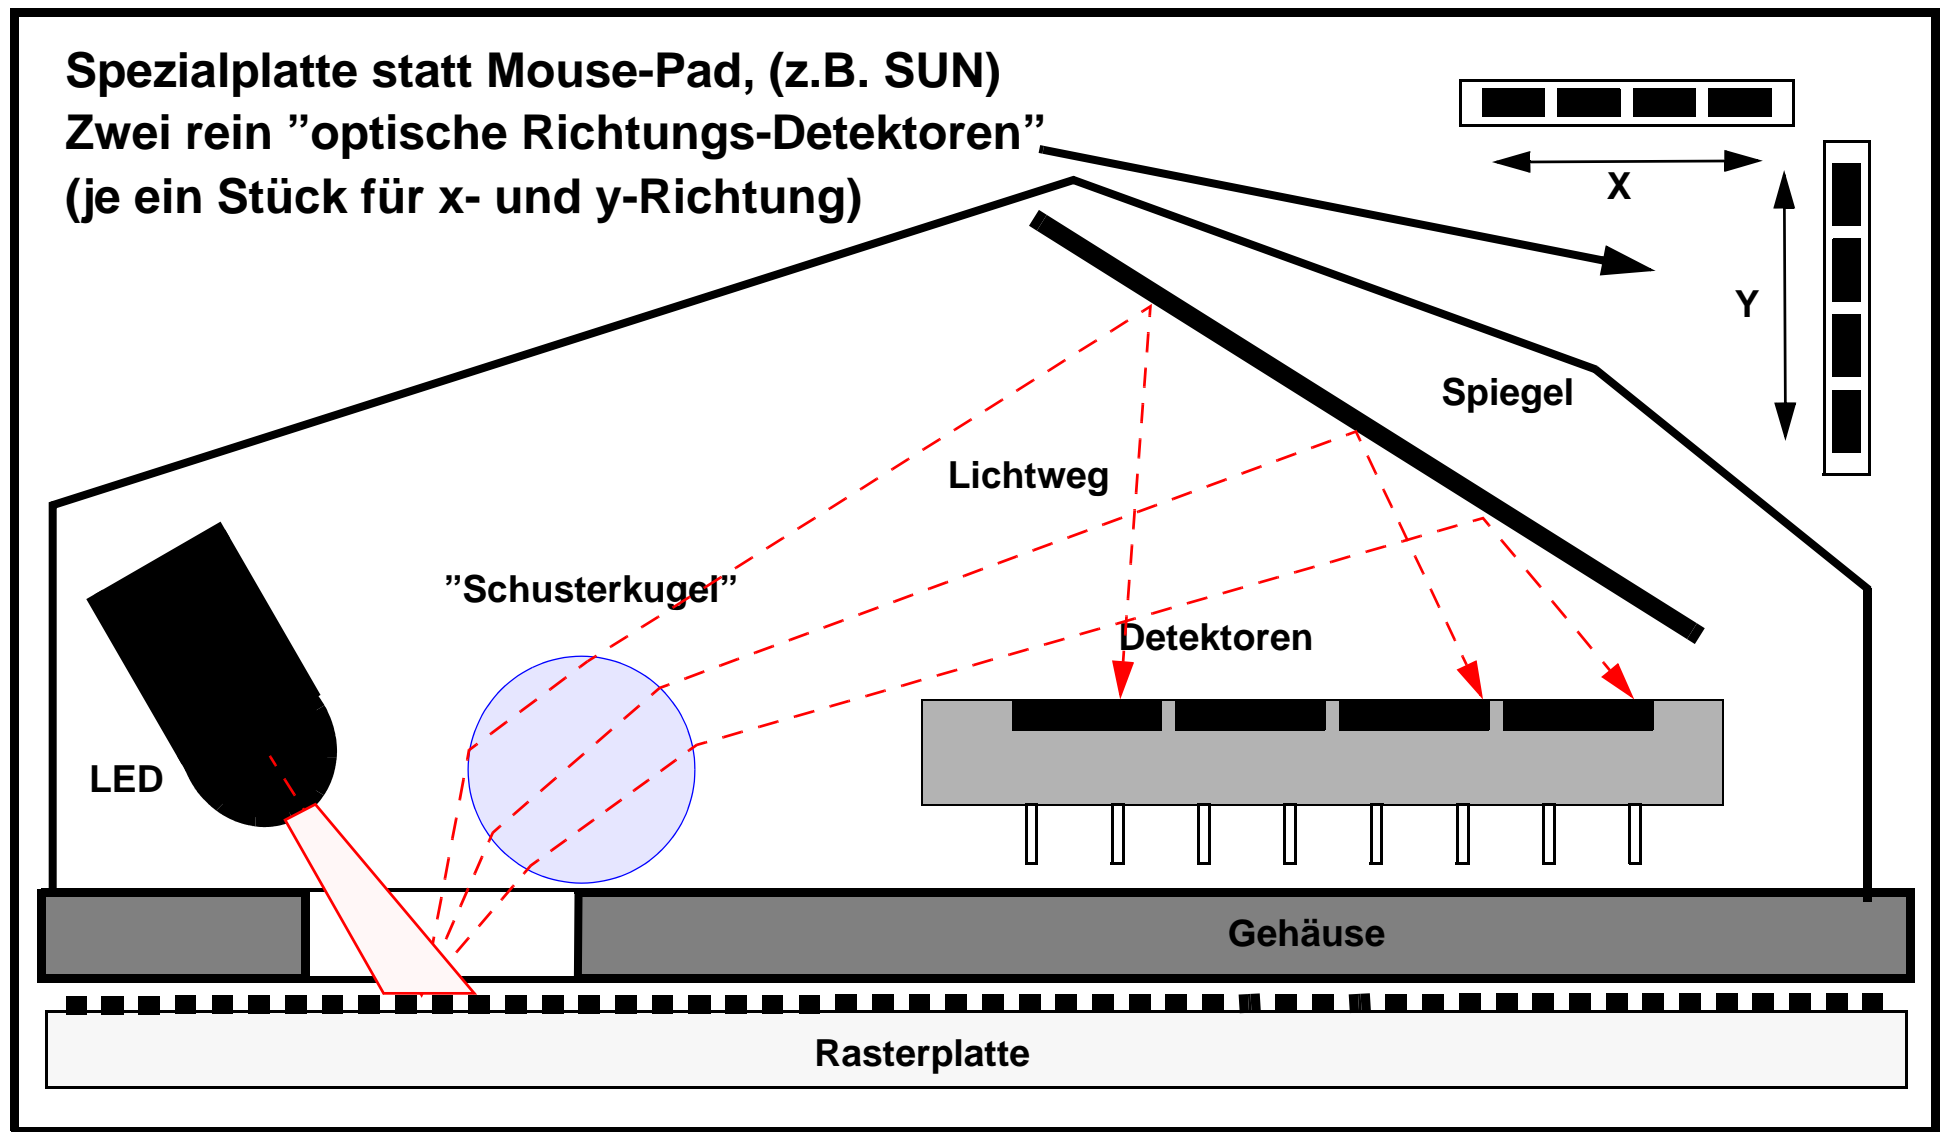 Spezialplatte statt Mouse-Pad, (z.B. SUN)
Zwei rein ”optische Richtungs-Detektoren”
(je ein Stück für x- und y-Richtung)
X
Y
Spiegel
Lichtweg
”Schusterkugel”
Detektoren
LED
Gehäuse
Rasterplatte